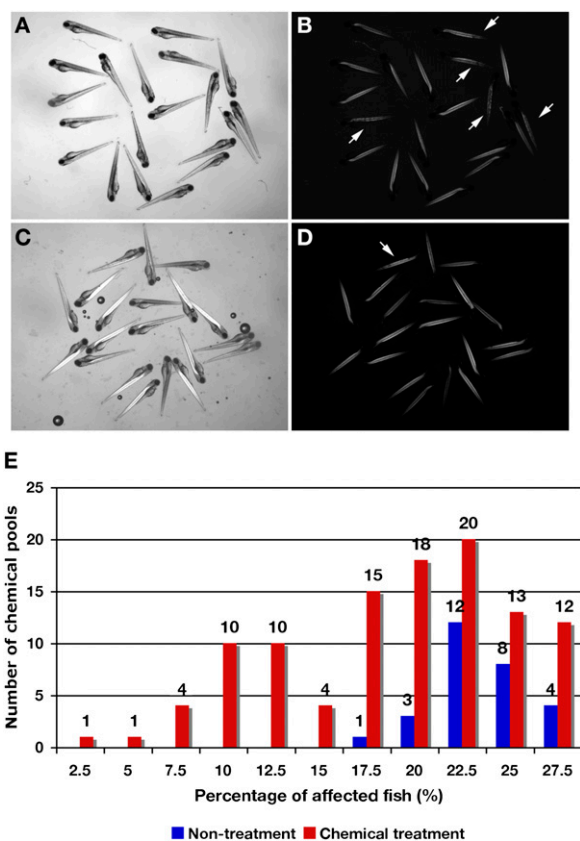 A
B
C
D
E
Number of chemical pools
25
20
15
10
5
0
1
1
4
10
10
4
1
15
3
18
12
20
8
13
4
12
2.5 5 7.5 10 12.5 15 17.5 20 22.5 25 27.5
Percentage of affected fish (%)
Non-treatment Chemical treatment